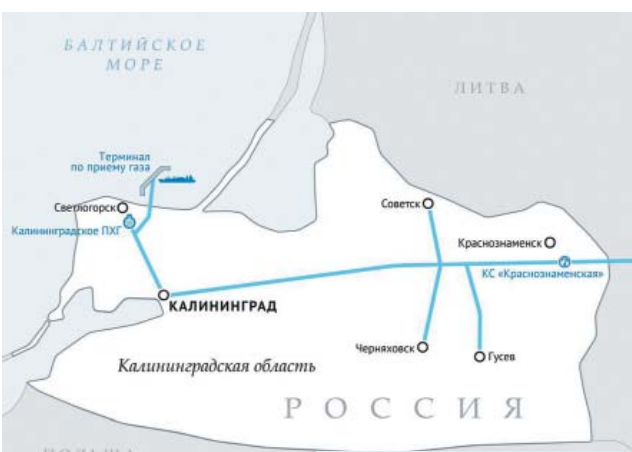 БАЛТИЙСКОЕ
МОРЕ
ЛИТВА
Терминал
по приему газа
Светлогорск
Калининградское ПХГ
Советск
Краснознаменск
КС «Краснознаменская»
КАЛИНИНГРАД
Черняховск
Гусев
Калининградская область
РОССИЯ
ПОЛЬША